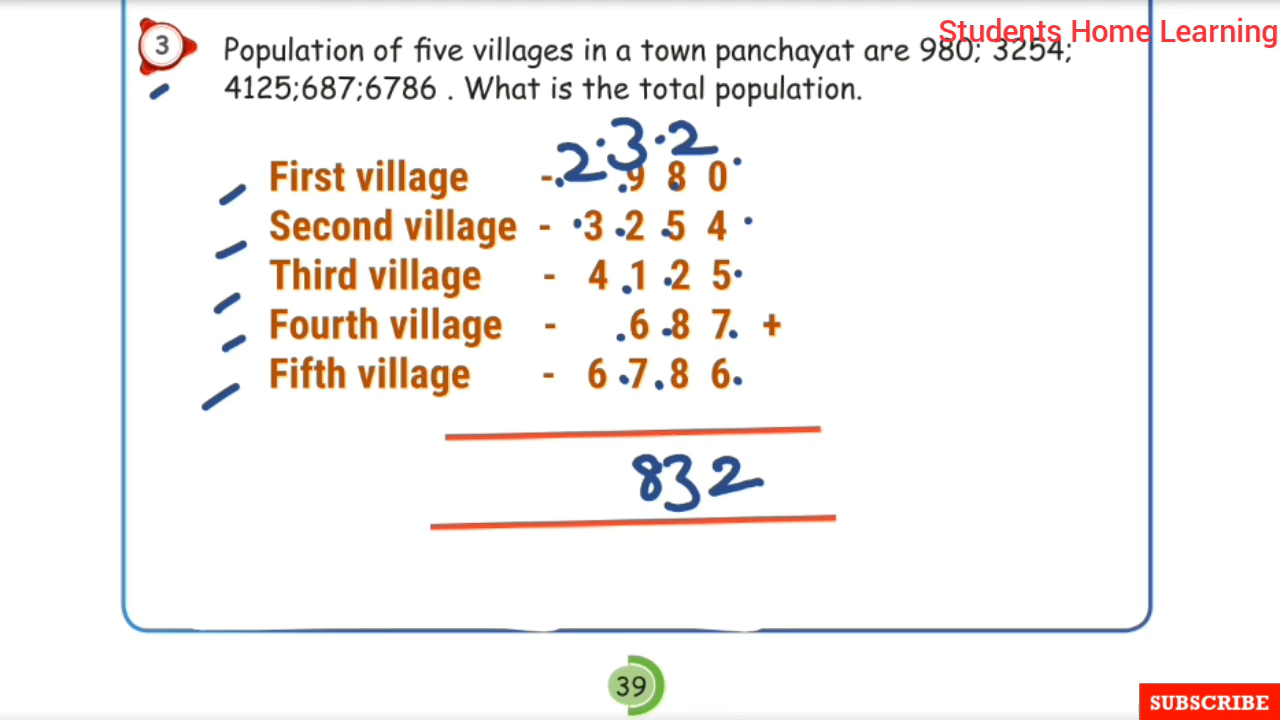 Students Home Learning
3 Population of five villages in a town panchayat are 980; 3254;
4125;687;6786 . What is the total population.
2 3 2
First village - 9 8 0
Second village - 3 2 5 4
Third village - 4 1 2 5
Fourth village - 6 8 7 +
Fifth village - 6 7 8 6
832
39
SUBSCRIBE